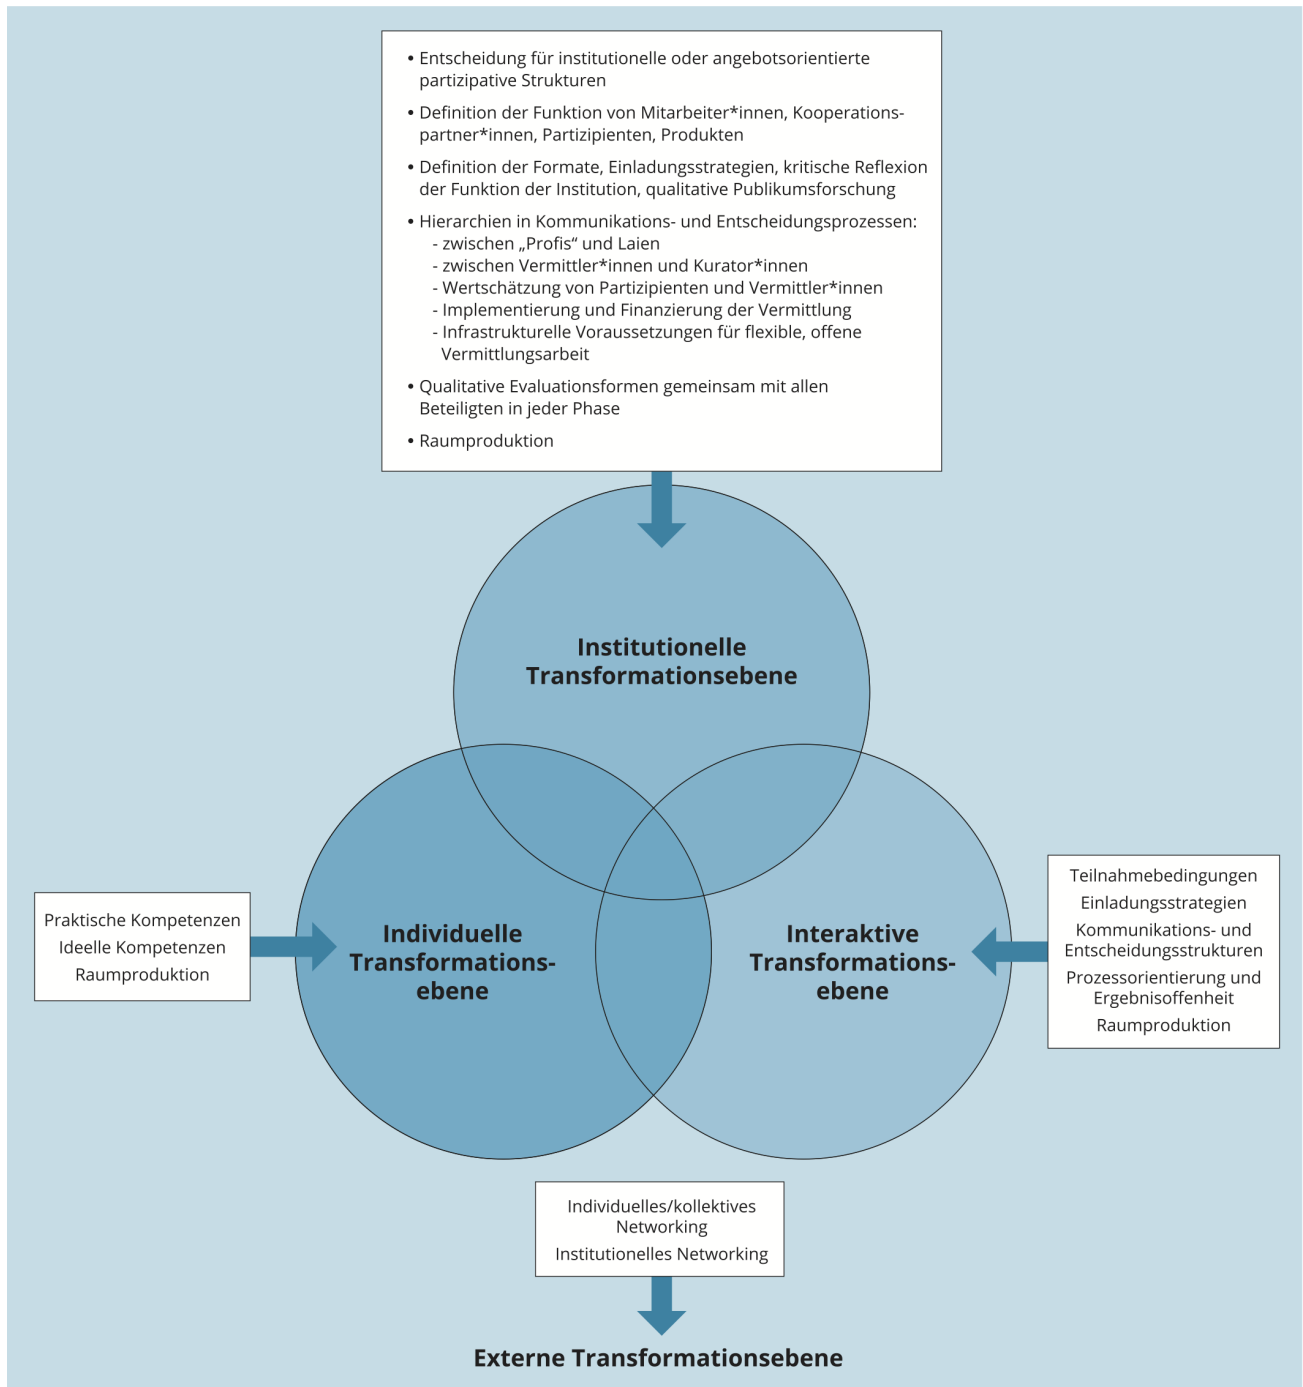 • Entscheidung für institutionelle oder angebotsorientierte
partizipative Strukturen
• Definition der Funktion von Mitarbeiter*innen, Kooperations-
partner*innen, Partizipienten, Produkten
• Definition der Formate, Einladungsstrategien, kritische Reflexion
der Funktion der Institution, qualitative Publikumsforschung
• Hierarchien in Kommunikations- und Entscheidungsprozessen:
- zwischen „Profis“ und Laien
- zwischen Vermittler*innen und Kurator*innen
- Wertschätzung von Partizipienten und Vermittler*innen
- Implementierung und Finanzierung der Vermittlung
- Infrastrukturelle Voraussetzungen für flexible, offene
Vermittlungsarbeit
• Qualitative Evaluationsformen gemeinsam mit allen
Beteiligten in jeder Phase
• Raumproduktion
Institutionelle
Transformationsebene
Praktische Kompetenzen
Ideelle Kompetenzen
Raumproduktion
Individuelle
Transformations-
ebene
Interaktive
Transformations-
ebene
Teilnahmebedingungen
Einladungsstrategien
Kommunikations- und
Entscheidungsstrukturen
Prozessorientierung und
Ergebnisoffenheit
Raumproduktion
Individuelles/kollektives
Networking
Institutionelles Networking
Externe Transformationsebene